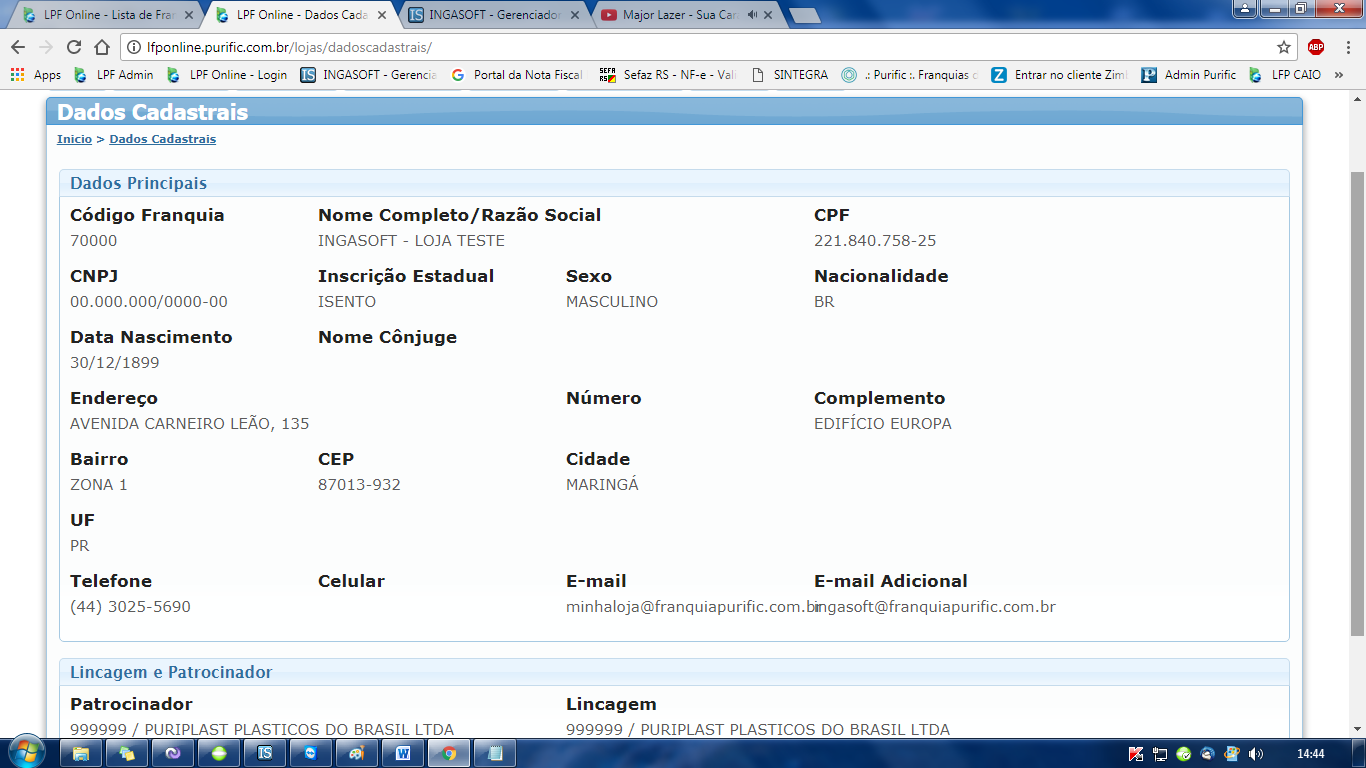 LPF Online - Lista de Fran
LPF Online - Dados Cada
INGASOFT - Gerenciador
Major Lazer - Sua Cara
lfponline.purific.com.br/lojas/dadoscadastrais/
ABP
Apps
LPF Admin
LPF Online - Login
IS
INGASOFT - Gerencia
Portal da Nota Fiscal
Sefaz RS - NF-e - Vali
SINTEGRA
.: Purific :. Franquias
Entrar no cliente Zim
Admin Purific
LFP CAIO
»
Dados Cadastrais
Inicio > Dados Cadastrais
Dados Principais
Código Franquia Nome Completo/Razão Social CPF
70000 INGASOFT - LOJA TESTE 221.840.758-25
CNPJ Inscrição Estadual Sexo Nacionalidade
00.000.000/0000-00 ISENTO MASCULINO BR
Data Nascimento Nome Cônjuge
30/12/1899
Endereço Número Complemento
AVENIDA CARNEIRO LEÃO, 135 EDIFÍCIO EUROPA
Bairro CEP Cidade
ZONA 1 87013-932 MARINGÁ
UF
PR
Telefone Celular E-mail E-mail Adicional
(44) 3025-5690 minhaloja@franquiapurific.com.br ingasoft@franquiapurific.com.br
Lincagem e Patrocinador
Patrocinador Lincagem
999999 / PURIPLAST PLASTICOS DO BRASIL LTDA 999999 / PURIPLAST PLASTICOS DO BRASIL LTDA
14:44